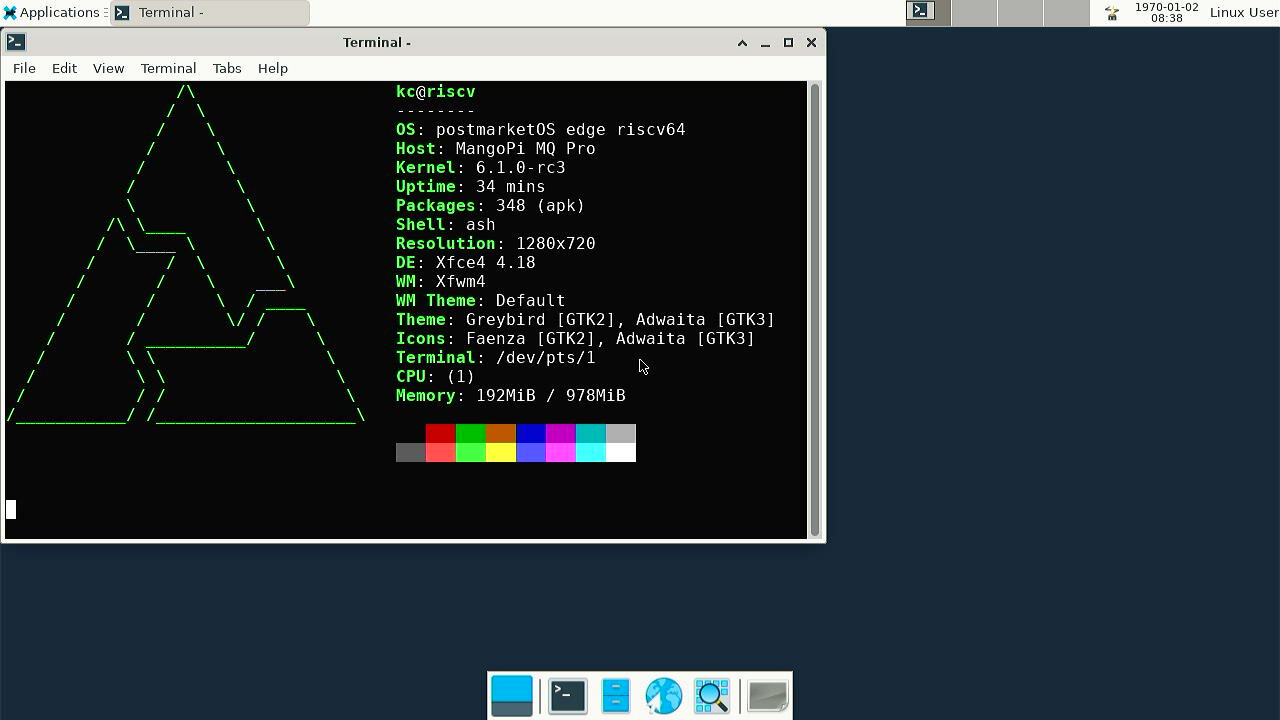 Applications
Terminal -
1970-01-02
08:38
Linux User
Terminal -
File Edit View Terminal Tabs Help
kc@riscv
--------
OS: postmarketOS edge riscv64
Host: MangoPi MQ Pro
Kernel: 6.1.0-rc3
Uptime: 34 mins
Packages: 348 (apk)
Shell: ash
Resolution: 1280x720
DE: Xfce4 4.18
WM: Xfwm4
WM Theme: Default
Theme: Greybird [GTK2], Adwaita [GTK3]
Icons: Faenza [GTK2], Adwaita [GTK3]
Terminal: /dev/pts/1
CPU: (1)
Memory: 192MiB / 978MiB